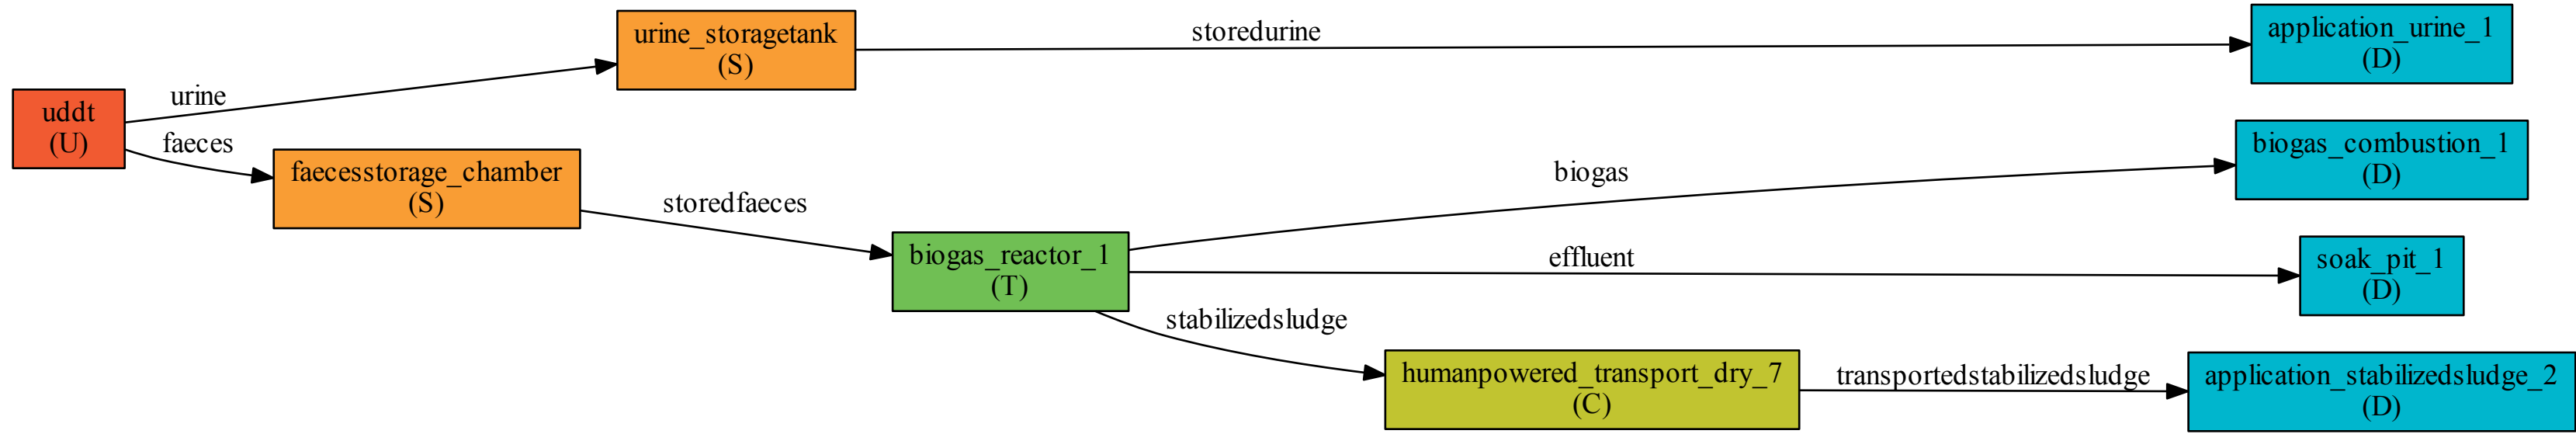 uddt
(U)
urine
faeces
urine_storagetank
(S)
faecesstorage_chamber
(S)
storedurine
storedfaeces
biogas_reactor_1
(T)
biogas
effluent
stabilizedsludge
humanpowered_transport_dry_7
(C)
transportedstabilizedsludge
application_urine_1
(D)
biogas_combustion_1
(D)
soak_pit_1
(D)
application_stabilizedsludge_2
(D)